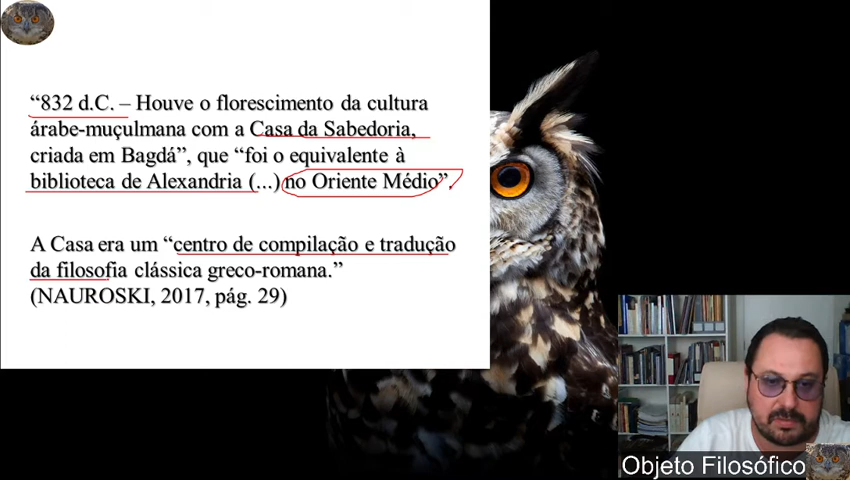 “832 d.C. – Houve o florescimento da cultura
árabe-muçulmana com a Casa da Sabedoria,
criada em Bagdá”, que “foi o equivalente à
biblioteca de Alexandria (...) no Oriente Médio”.
A Casa era um “centro de compilação e tradução
da filosofia clássica greco-romana.”
(NAUROSKI, 2017, pág. 29)
Objeto Filosófico